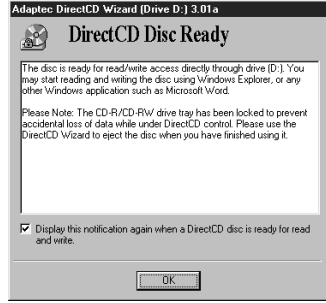 Adaptec DirectCD Wizard (Drive D:) 3.01a
DirectCD Disc Ready
The disc is ready for read/write access directly through drive (D:). You
may start reading and writing the disc using Windows Explorer, or any
other Windows application such as Microsoft Word.
Please Note: The CD-R/CD-RW drive tray has been locked to prevent
accidental loss of data while under DirectCD control. Please use the
DirectCD Wizard to eject the disc when you have finished using it.
Display this notification again when a DirectCD disc is ready for read
and write.
OK